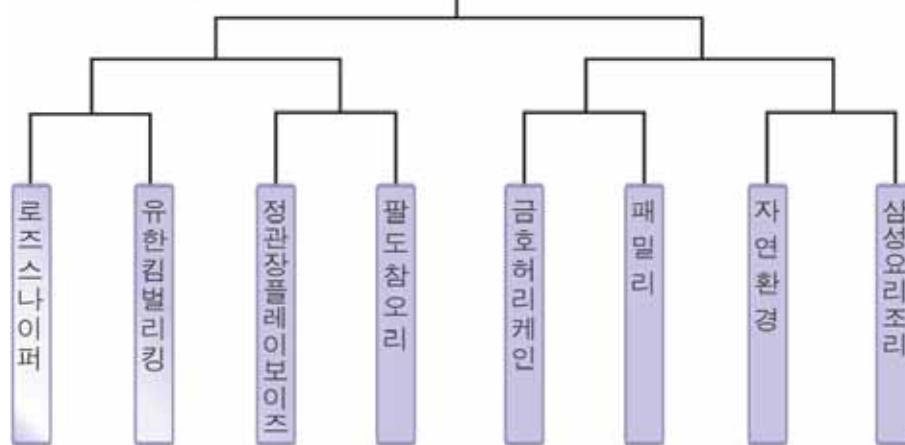 로즈스나이퍼
유한킴벌리킹
정관장플레이보이즈
팔도참오리
금호허리케인
패밀리
자연환경
삼성요리조리